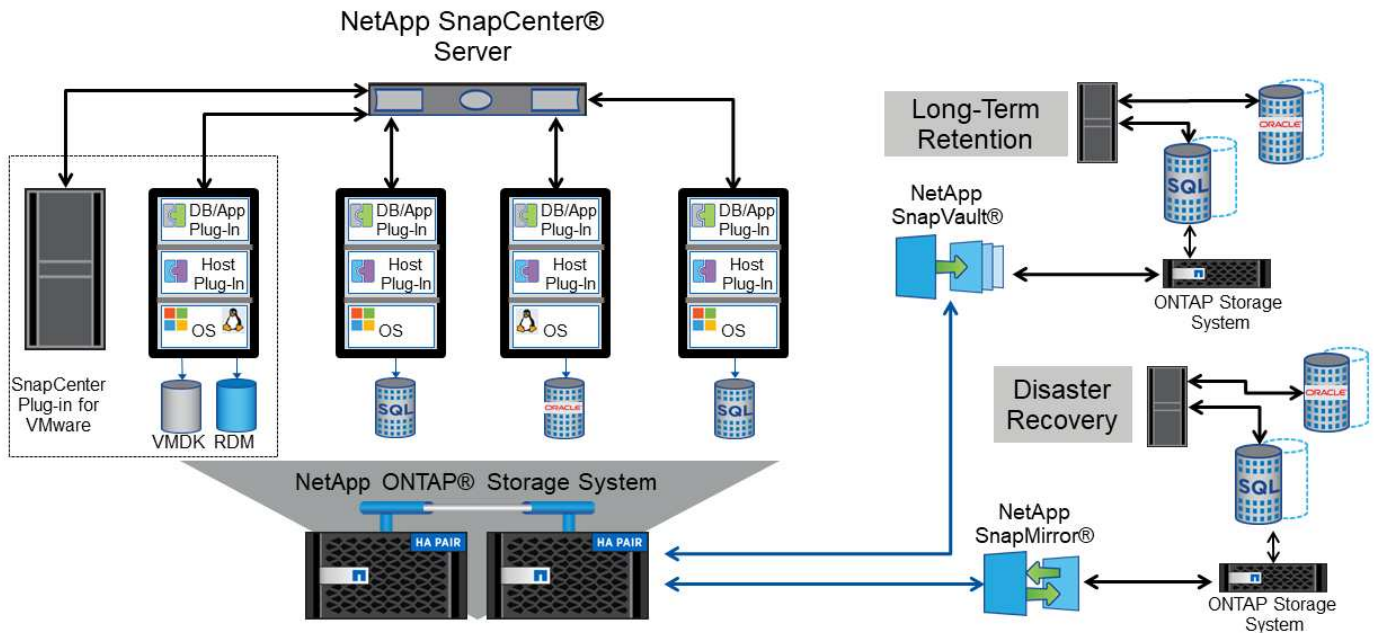 NetApp SnapCenter®
Server
Long-Term
Retention
ORACLE
SQL
NetApp
SnapVault®
ONTAP Storage
System
DB/App
Plug-In
Host
Plug-In
OS
DB/App
Plug-In
Host
Plug-In
OS
DB/App
Plug-In
Host
Plug-In
OS
DB/App
Plug-In
Host
Plug-In
OS
SnapCenter
Plug-in for
VMware
VMDK
RDM
SQL
ORACLE
SQL
Disaster
Recovery
ORACLE
SQL
NetApp ONTAP® Storage System
HA PAIR
HA PAIR
NetApp
SnapMirror®
ONTAP Storage
System